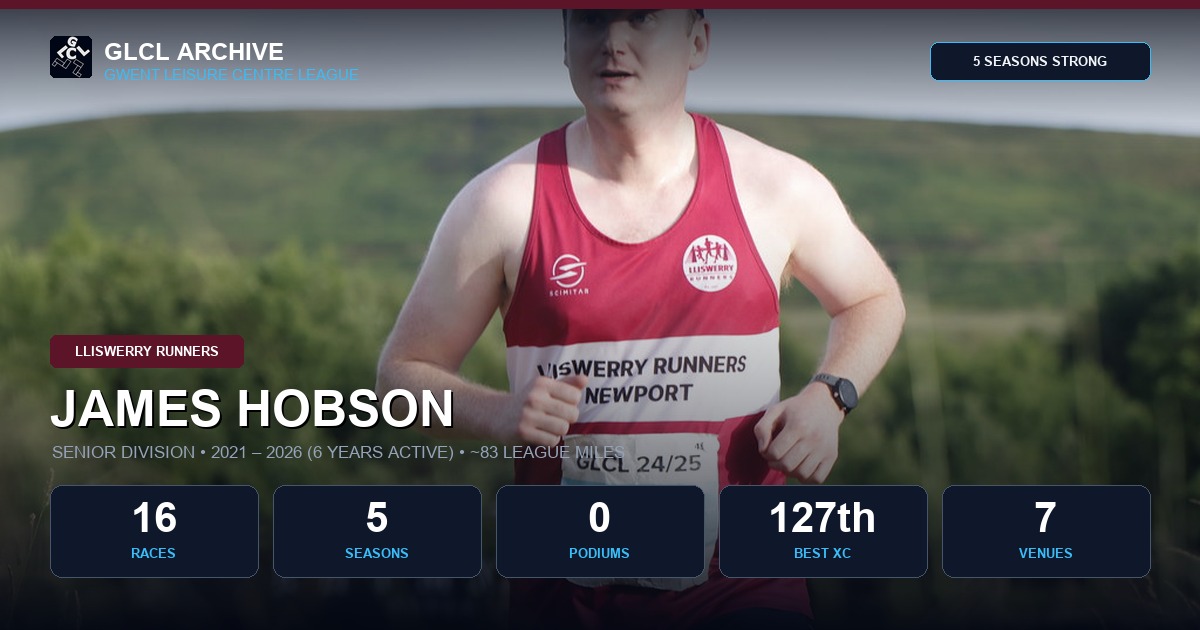 GLCL ARCHIVE
GWENT LEISURE CENTRE LEAGUE
5 SEASONS STRONG
SCIMITAR
LLISWERRY
RUNNERS
LLISWERRY RUNNERS
SWERRY RUNNERS
NEWPORT
JAMES HOBSON
SENIOR DIVISION • 2021 – 2026 (6 YEARS ACTIVE) • ~83 LEAGUE MILES
GLCL 24/25
16
RACES
5
SEASONS
0
PODIUMS
127th
BEST XC
7
VENUES